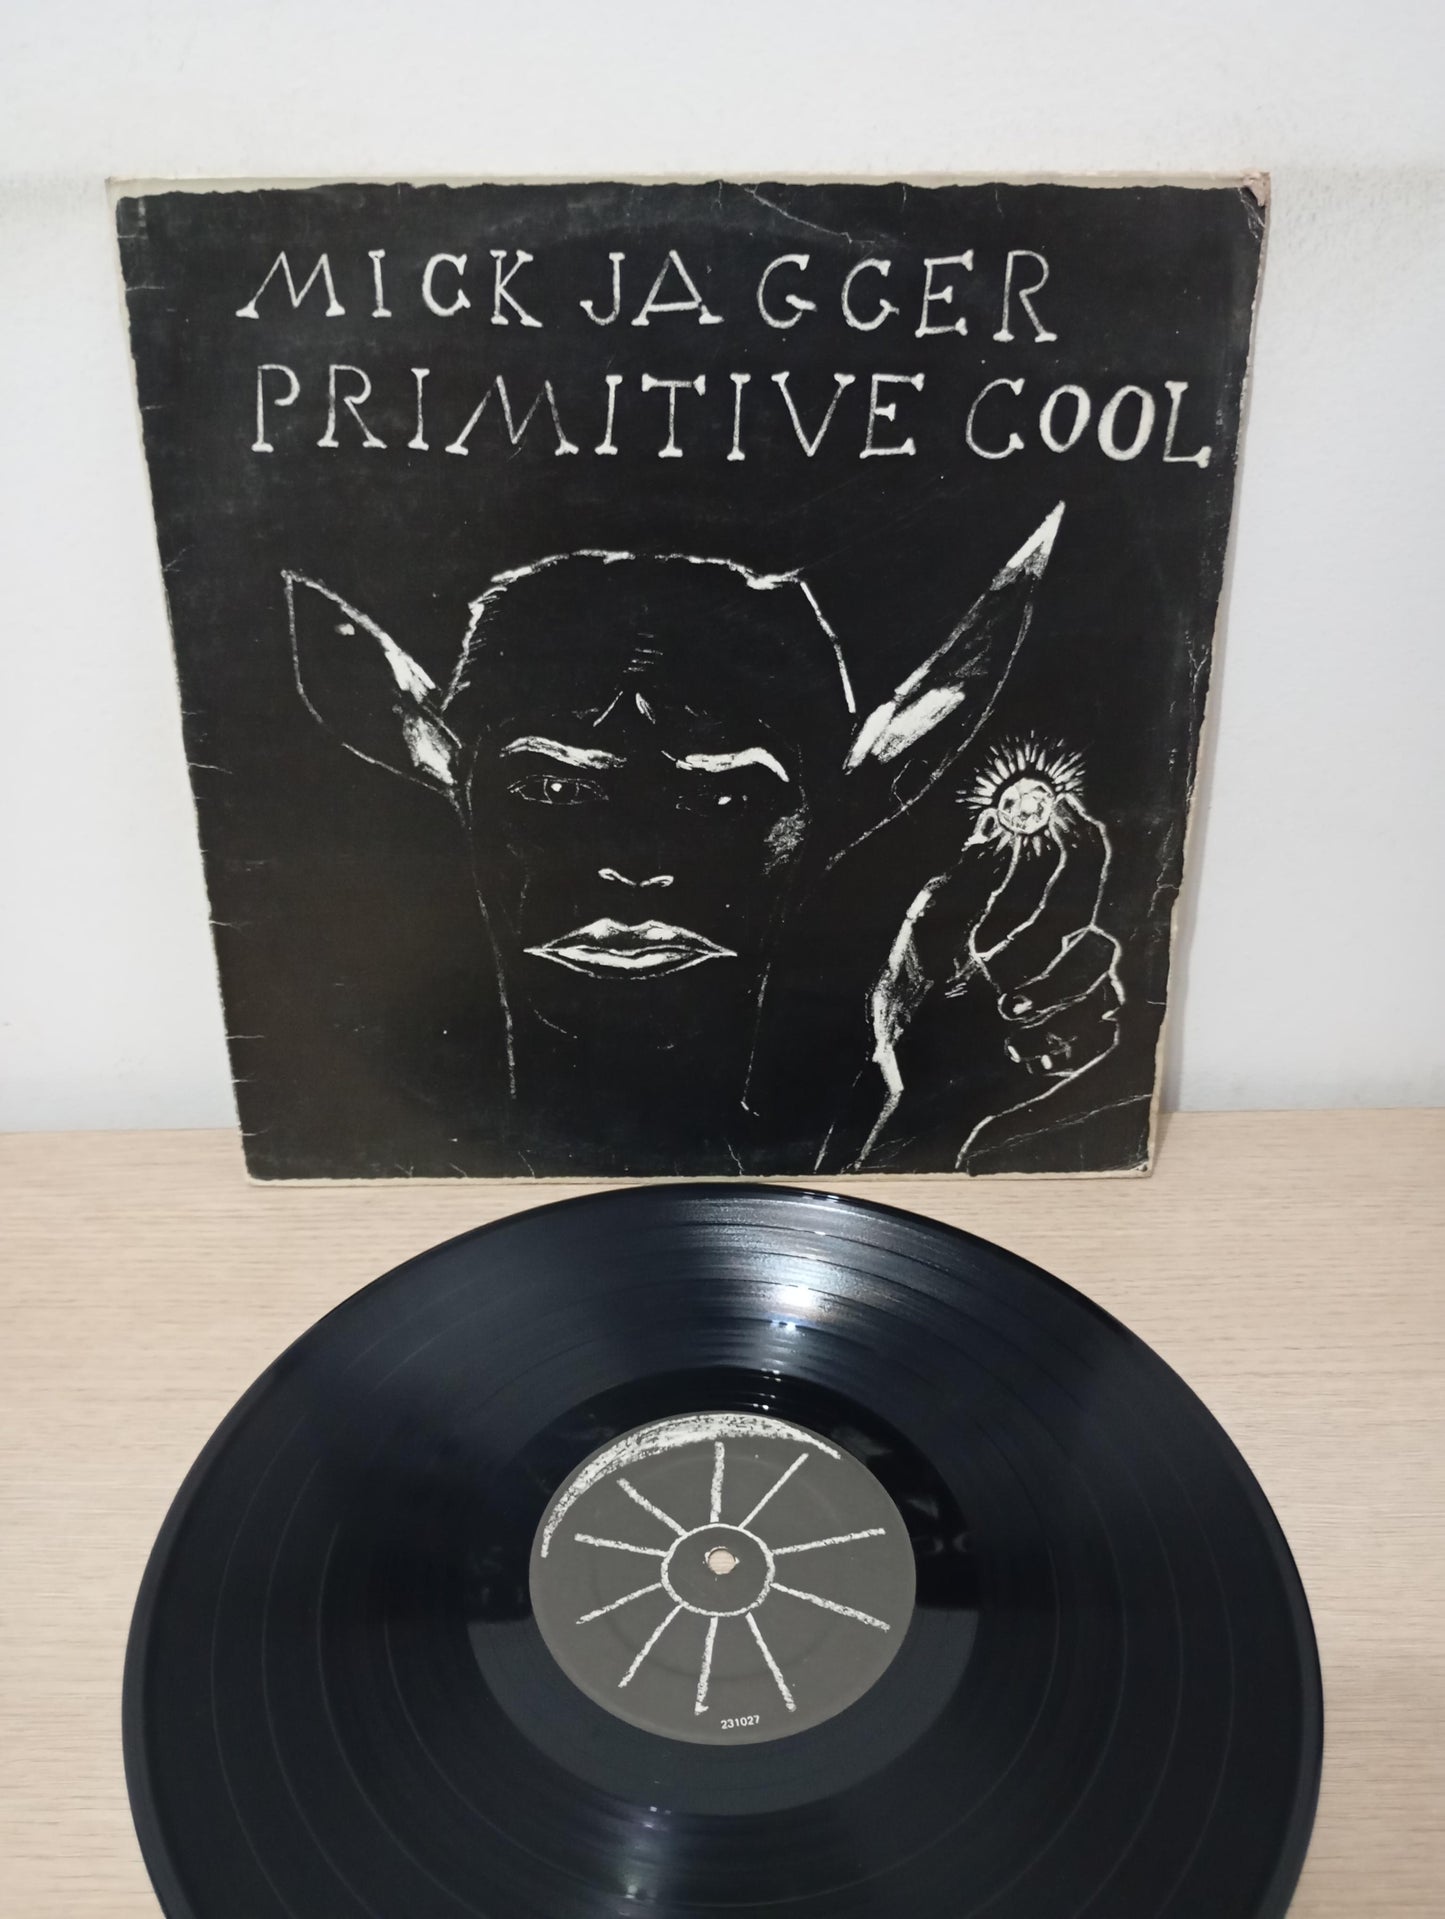 MICK JAGGER
PRIMITIVE COOL
231027